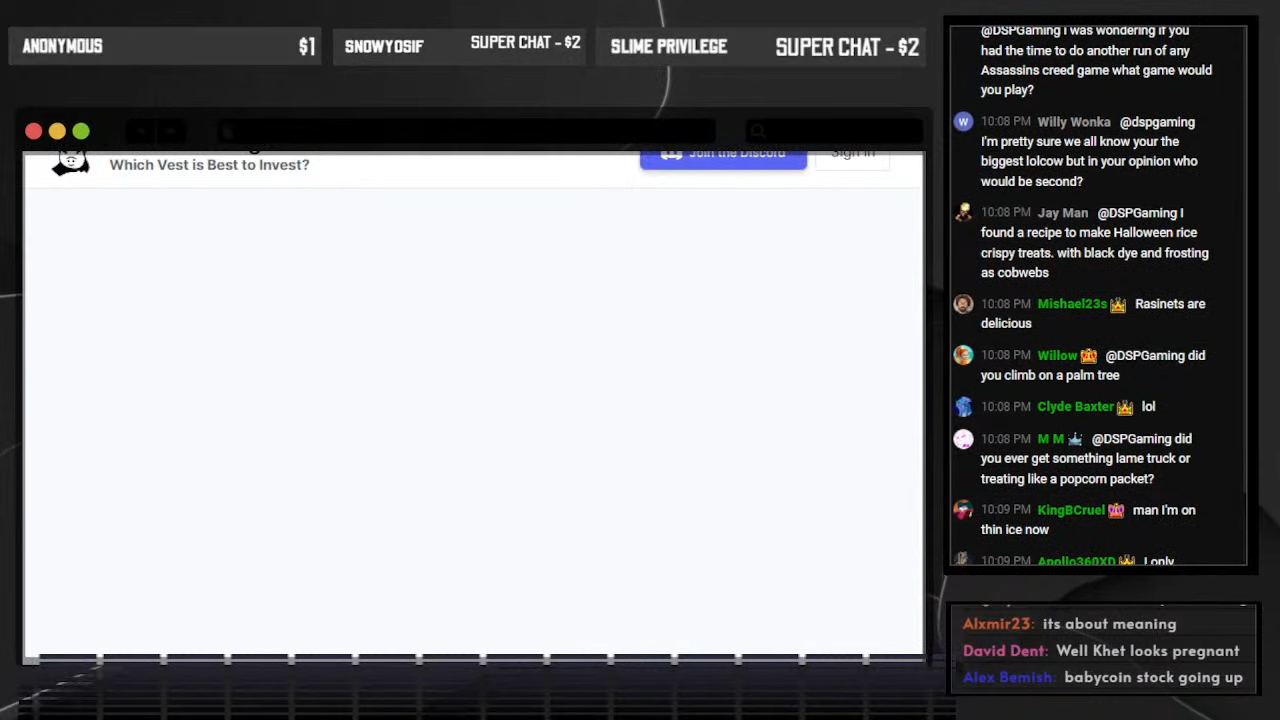 ANONYMOUS
$1
SNOWYOSIF
SUPER CHAT - $2
SLIME PRIVILEGE
SUPER CHAT - $2
Which Vest is Best to Invest?
Join the Discord
Sign In
@DSPGaming I was wondering if you
had the time to do another run of any
Assassins creed game what game would
you play?
W 10:08 PM Willy Wonka @dspgaming
I'm pretty sure we all know your the
biggest lolcow but in your opinion who
would be second?
10:08 PM Jay Man @DSPGaming I
found a recipe to make Halloween rice
crispy treats. with black dye and frosting
as cobwebs
10:08 PM Mishael23s Rasinets are
delicious
10:08 PM Willow @DSPGaming did
you climb on a palm tree
10:08 PM Clyde Baxter lol
10:08 PM M M @DSPGaming did
you ever get something lame truck or
treating like a popcorn packet?
10:09 PM KingBCruel man I'm on
thin ice now
10:09 PM Apollo360XD I only
Alxmir23: its about meaning
David Dent: Well Khet looks pregnant
Alex Bemish: babycoin stock going up